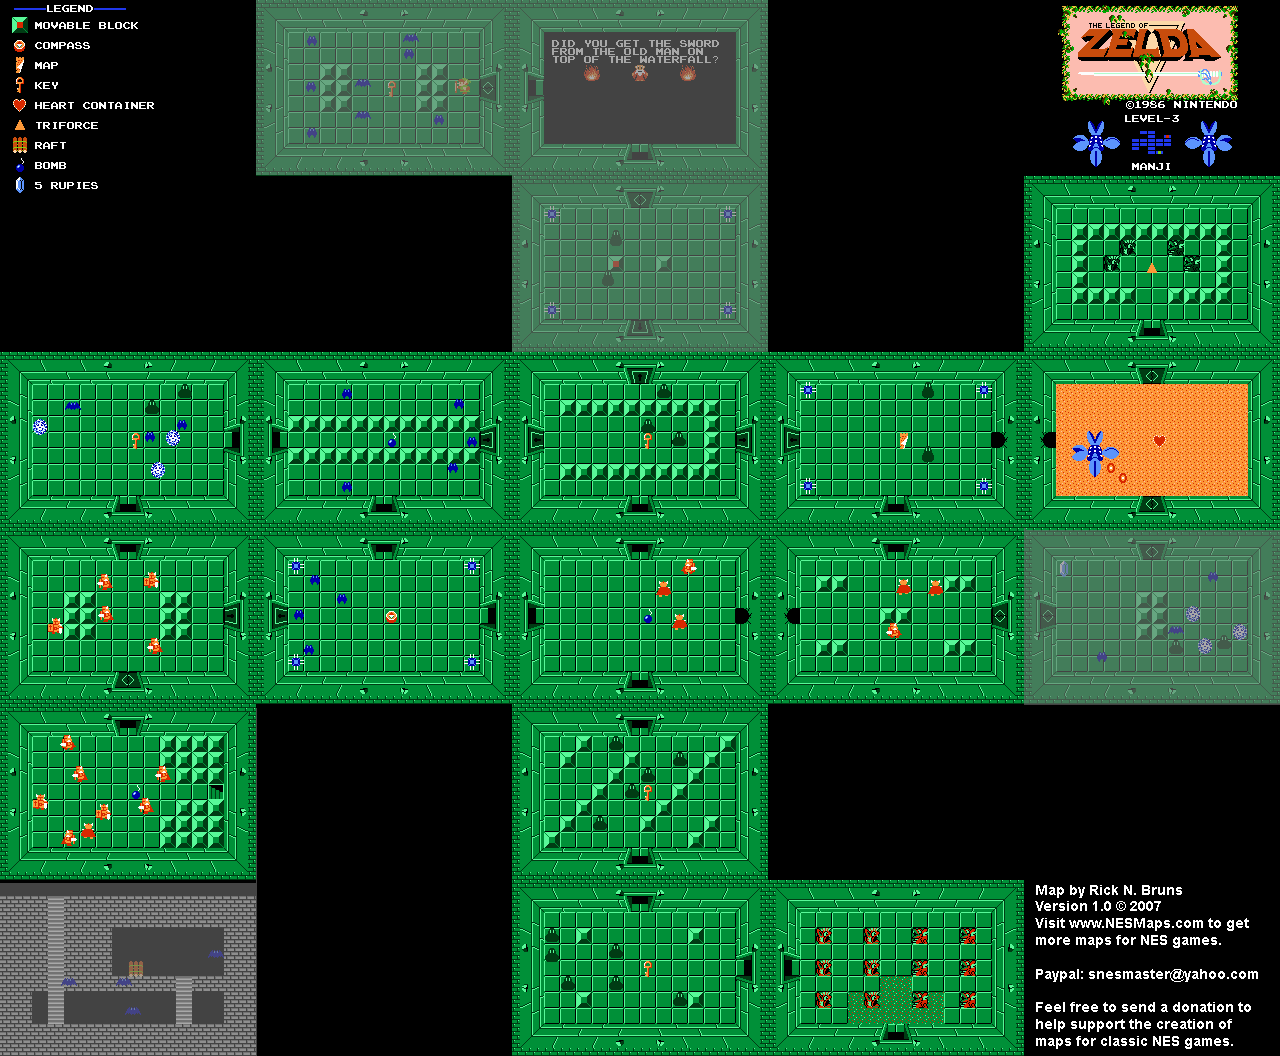 LEGEND
MOVABLE BLOCK
COMPASS
MAP
KEY
HEART CONTAINER
TRIFORCE
RAFT
BOMB
5 RUPIES
DID YOU GET THE SWORD
FROM THE OLD MAN ON
TOP OF THE WATERFALL?
THE LEGEND OF
ZELDA
©1986 NINTENDO
LEVEL-3
MANJI
Map by Rick N. Bruns
Version 1.0 © 2007
Visit www.NESMaps.com to get
more maps for NES games.
Paypal: snesmaster@yahoo.com
Feel free to send a donation to
help support the creation of
maps for classic NES games.